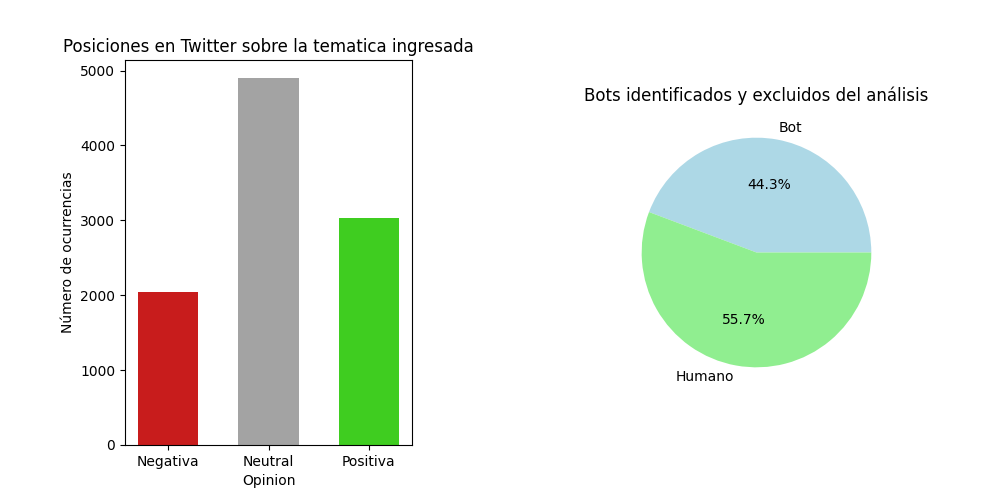 Posiciones en Twitter sobre la tematica ingresada
5000
4000
3000
2000
1000
0
Número de ocurrencias
Negativa
Neutral
Positiva
Opinion
Bots identificados y excluidos del análisis
Bot
44.3%
55.7%
Humano